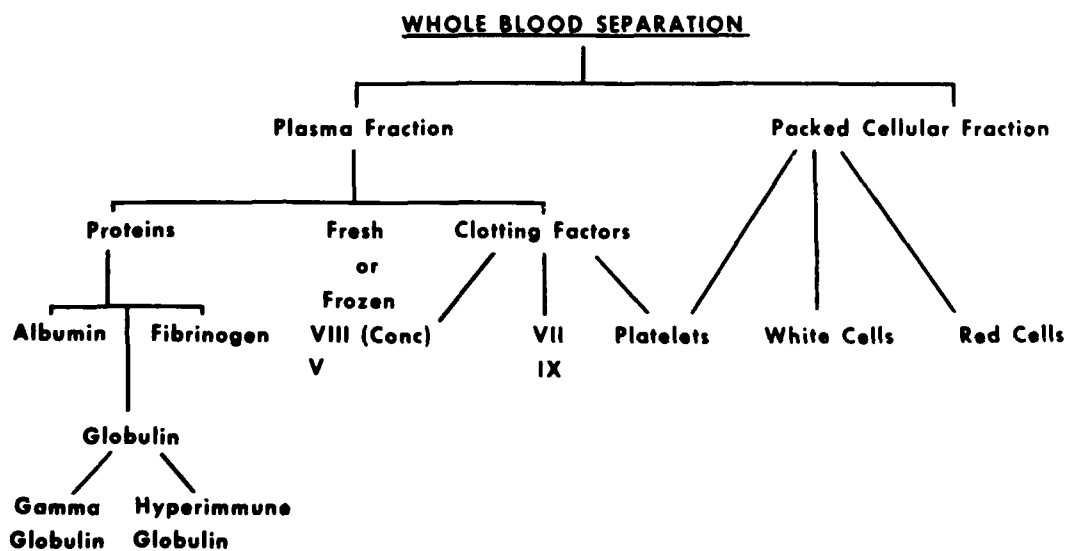 WHOLE BLOOD SEPARATION
Plasma Fraction
Packed Cellular Fraction
Proteins
Fresh
or
Frozen
Clotting Factors
Albumin
Fibrinogen
VIII (Conc)
V
VII
IX
Platelets
White Cells
Red Cells
Globulin
Gamma
Globulin
Hyperimmune
Globulin